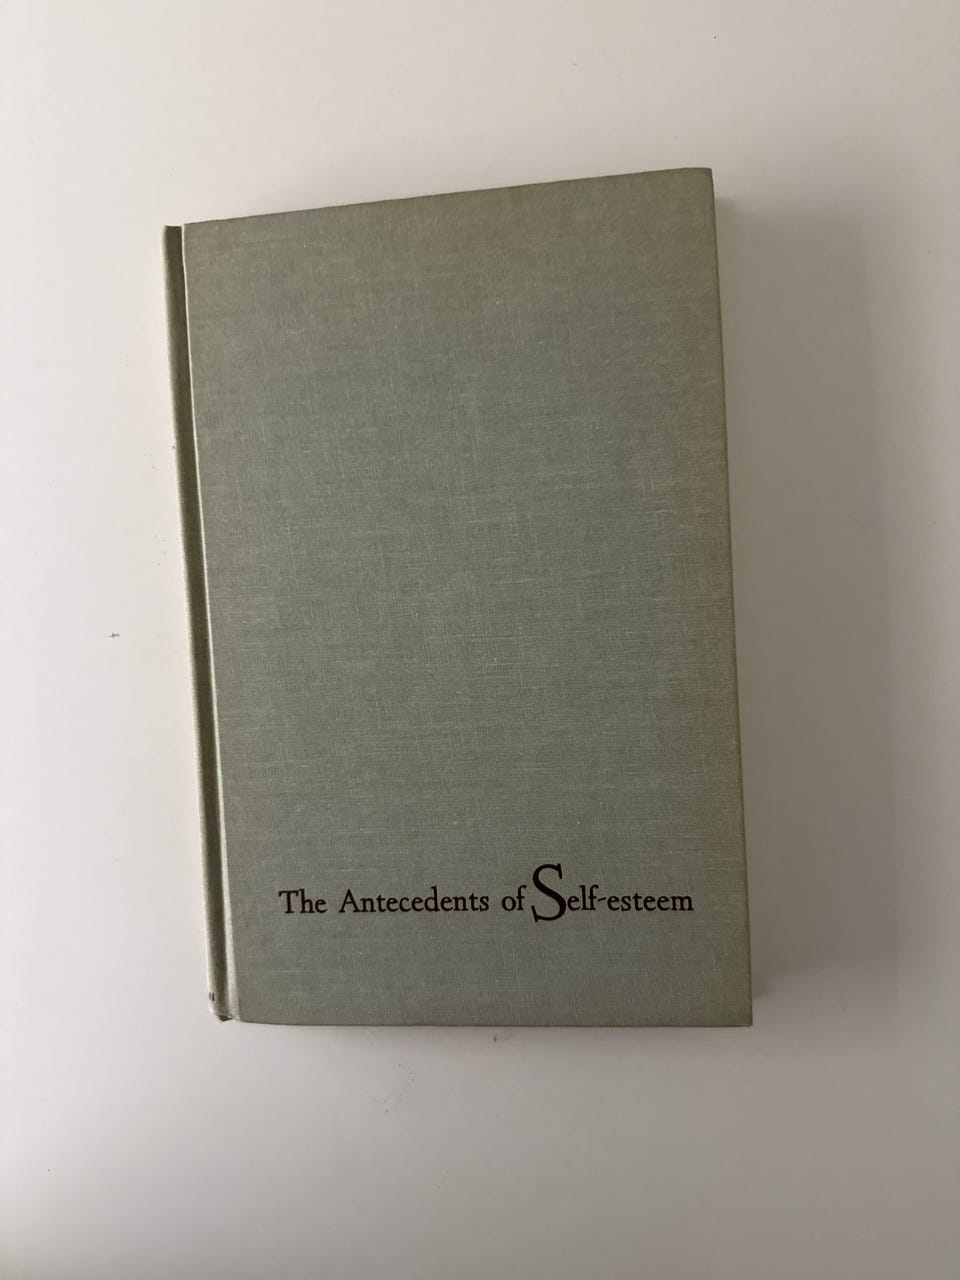 The Antecedents of Self-esteem